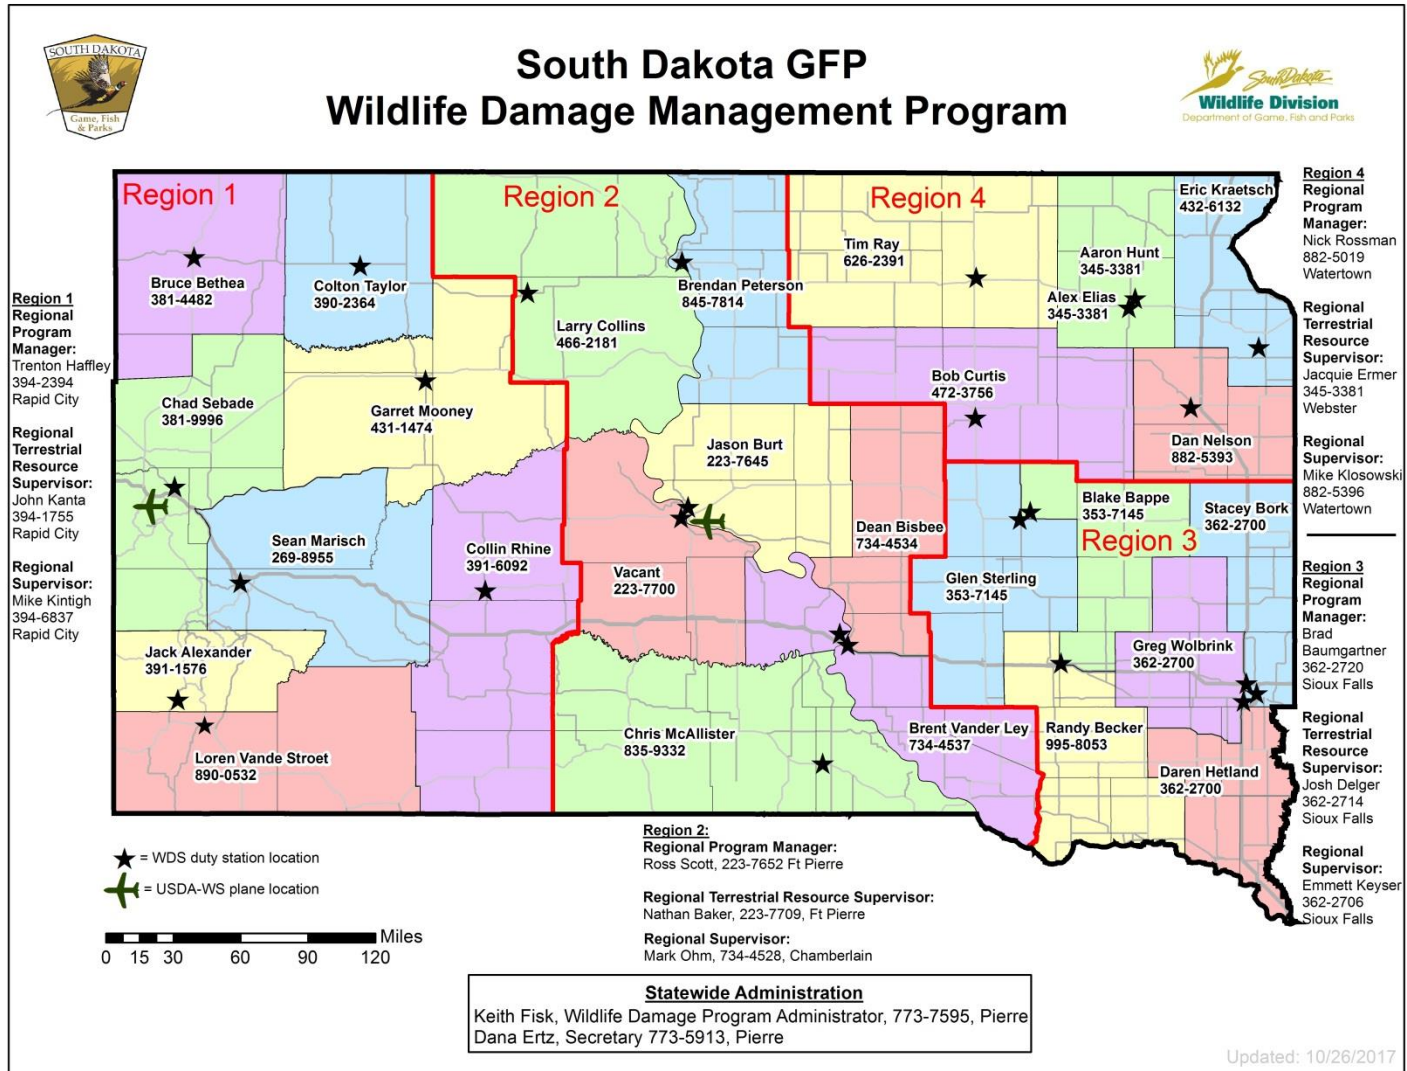 SOUTH DAKOTA
Game, Fish
& Parks
South Dakota GFP
Wildlife Damage Management Program
South Dakota
Wildlife Division
Department of Game, Fish and Parks
Region 1
Region 2
Region 4
Region 3
Bruce Bethea
381-4482
Colton Taylor
390-2364
Larry Collins
466-2181
Brendan Peterson
845-7814
Tim Ray
626-2391
Aaron Hunt
345-3381
Alex Elias
345-3381
Eric Kraetsch
432-6132
Chad Sebade
381-9996
Garret Mooney
431-1474
Jason Burt
223-7645
Bob Curtis
472-3756
Dan Nelson
882-5393
Sean Marisch
269-8955
Collin Rhine
391-6092
Vacant
223-7700
Dean Bisbee
734-4534
Glen Sterling
353-7145
Blake Bappe
353-7145
Stacey Bork
362-2700
Jack Alexander
391-1576
Loren Vande Stroet
890-0532
Chris McAllister
835-9332
Brent Vander Ley
734-4537
Greg Wolbrink
362-2700
Randy Becker
995-8053
Daren Hetland
362-2700
Region 1
Regional
Program
Manager:
Trenton Haffley
394-2394
Rapid City
Regional
Terrestrial
Resource
Supervisor:
John Kanta
394-1755
Rapid City
Regional
Supervisor:
Mike Kintigh
394-6837
Rapid City
Region 4
Regional
Program
Manager:
Nick Rossman
882-5019
Watertown
Regional
Terrestrial
Resource
Supervisor:
Jacquie Ermer
345-3381
Webster
Regional
Supervisor:
Mike Klosowski
882-5396
Watertown
Region 3
Regional
Program
Manager:
Brad
Baumgartner
362-2720
Sioux Falls
Regional
Terrestrial
Resource
Supervisor:
Josh Delger
362-2714
Sioux Falls
Regional
Supervisor:
Emmett Keyser
362-2706
Sioux Falls
= WDS duty station location
= USDA-WS plane location
Miles
0 15 30 60 90 120
Region 2:
Regional Program Manager:
Ross Scott, 223-7652 Ft Pierre
Regional Terrestrial Resource Supervisor:
Nathan Baker, 223-7709, Ft Pierre
Regional Supervisor:
Mark Ohm, 734-4528, Chamberlain
Statewide Administration
Keith Fisk, Wildlife Damage Program Administrator, 773-7595, Pierre
Dana Ertz, Secretary 773-5913, Pierre
Updated: 10/26/2017